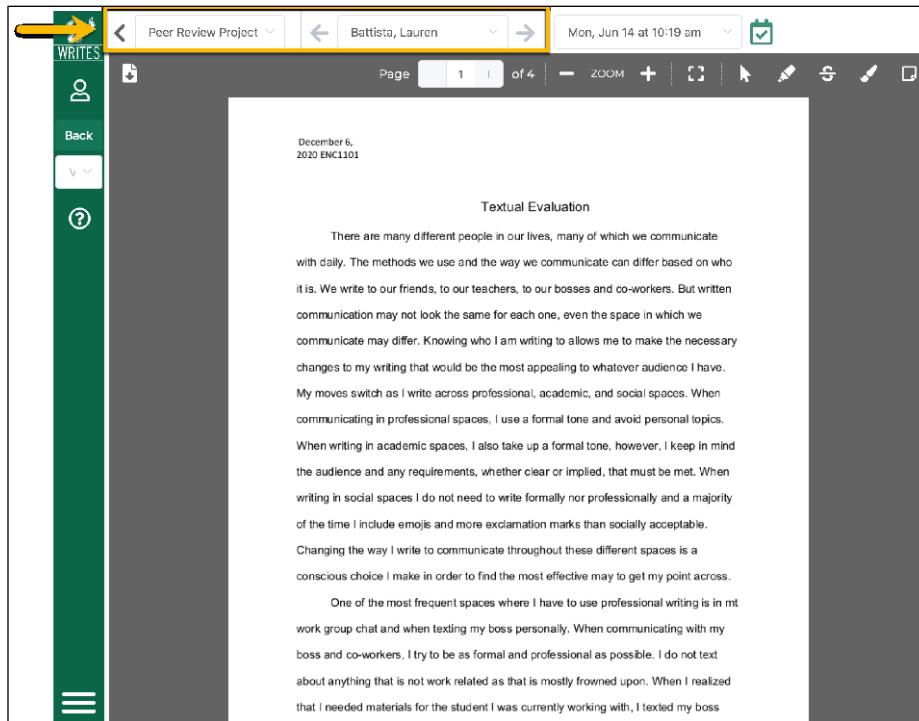 Peer Review Project
Battista, Lauren
Mon, Jun 14 at 10:19 am
WRITES
Page 1 of 4 ZOOM
Back
V
December 6,
2020 ENC1101
Textual Evaluation
There are many different people in our lives, many of which we communicate
with daily. The methods we use and the way we communicate can differ based on who
it is. We write to our friends, to our teachers, to our bosses and co-workers. But written
communication may not look the same for each one, even the space in which we
communicate may differ. Knowing who I am writing to allows me to make the necessary
changes to my writing that would be the most appealing to whatever audience I have.
My moves switch as I write across professional, academic, and social spaces. When
communicating in professional spaces, I use a formal tone and avoid personal topics.
When writing in academic spaces, I also take up a formal tone, however, I keep in mind
the audience and any requirements, whether clear or implied, that must be met. When
writing in social spaces I do not need to write formally nor professionally and a majority
of the time I include emojis and more exclamation marks than socially acceptable.
Changing the way I write to communicate throughout these different spaces is a
conscious choice I make in order to find the most effective may to get my point across.
One of the most frequent spaces where I have to use professional writing is in mt
work group chat and when texting my boss personally. When communicating with my
boss and co-workers, I try to be as formal and professional as possible. I do not text
about anything that is not work related as that is mostly frowned upon. When I realized
that I needed materials for the student I was currently working with, I texted my boss